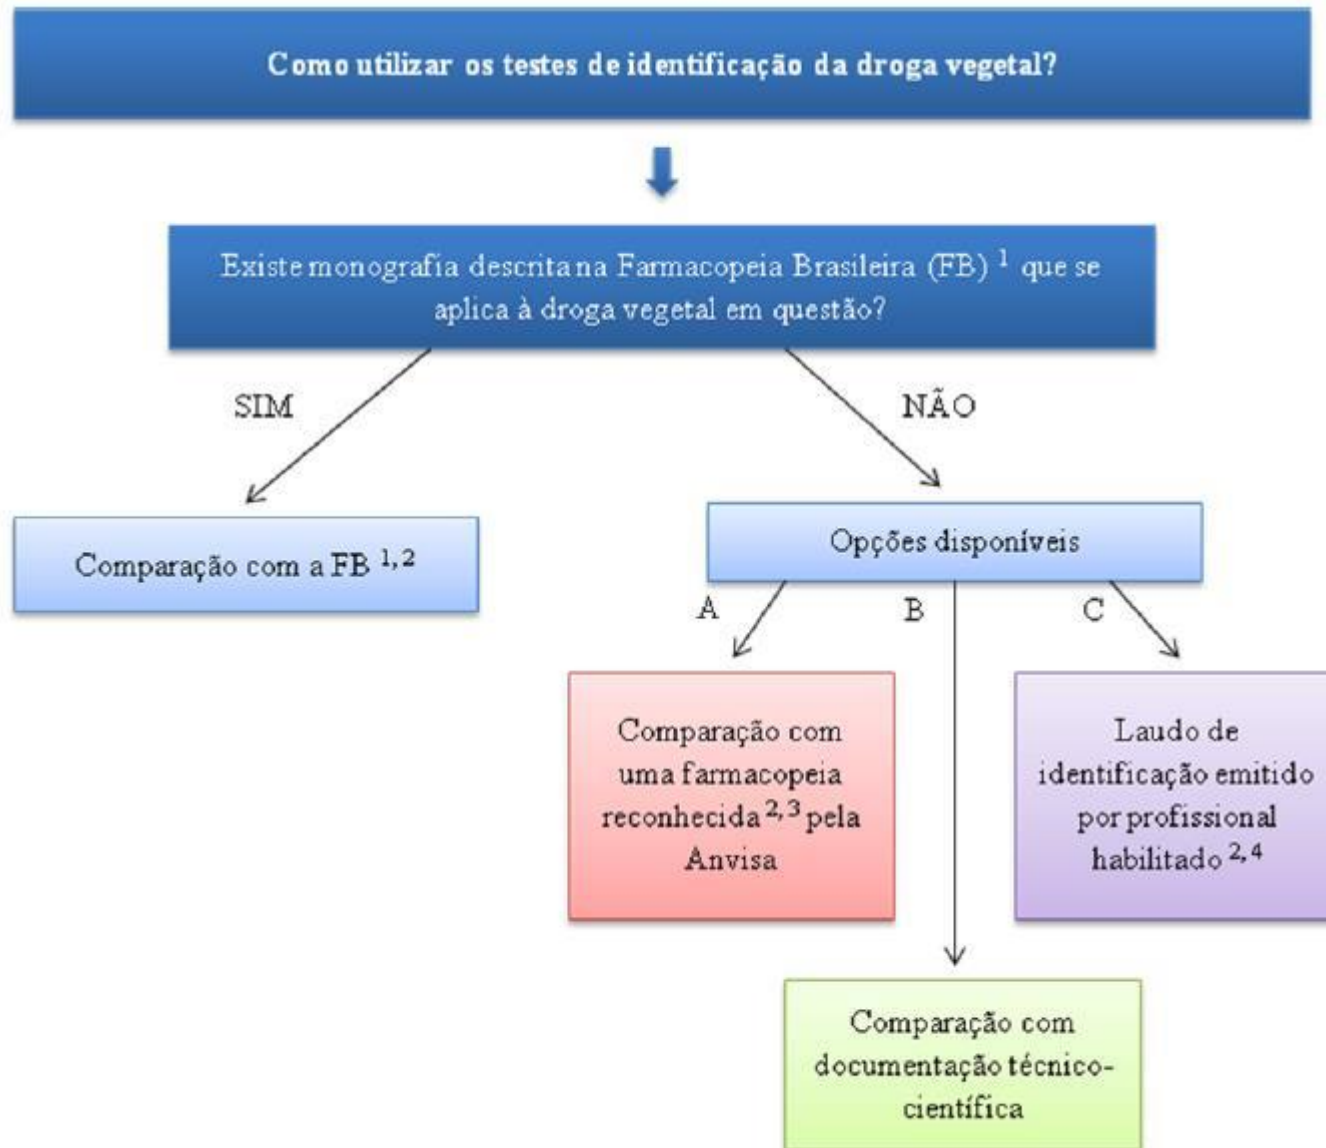 Como utilizar os testes de identificação da droga vegetal?
Existe monografia descrita na Farmacopeia Brasileira (FB) ¹ que se
aplica à droga vegetal em questão?
SIM
NÃO
Comparação com a FB ¹,²
Opções disponíveis
A
B
C
Comparação com
uma farmacopeia
reconhecida ²,³ pela
Anvisa
Laudo de
identificação emitido
por profissional
habilitado ²,⁴
Comparação com
documentação técnico-
científica